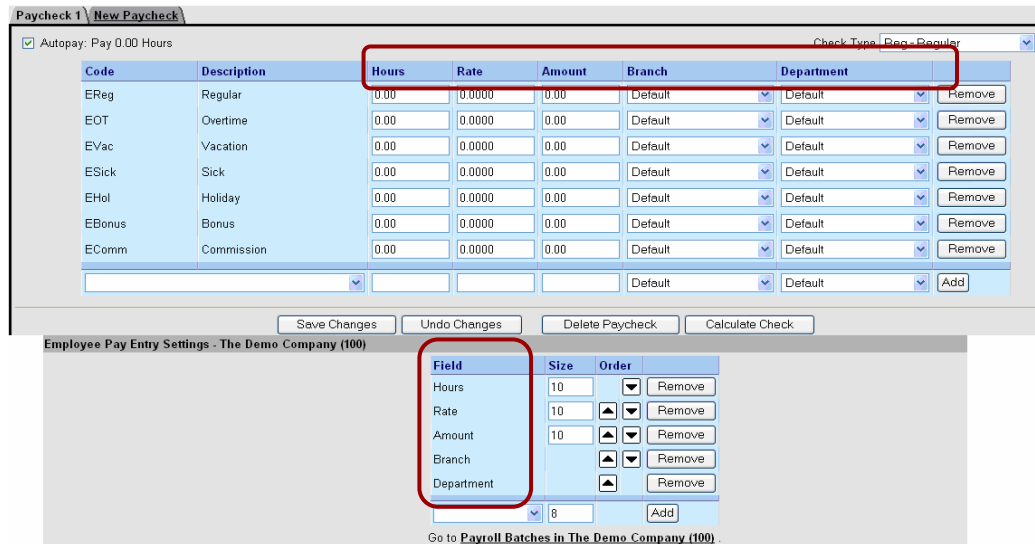 Paycheck 1 New Paycheck
Autopay: Pay 0.00 Hours Check Type Reg - Regular
Code Description Hours Rate Amount Branch Department
EReg Regular 0.00 0.0000 0.00 Default Default Remove
EOT Overtime 0.00 0.0000 0.00 Default Default Remove
EVac Vacation 0.00 0.0000 0.00 Default Default Remove
ESick Sick 0.00 0.0000 0.00 Default Default Remove
EHol Holiday 0.00 0.0000 0.00 Default Default Remove
EBonus Bonus 0.00 0.0000 0.00 Default Default Remove
EComm Commission 0.00 0.0000 0.00 Default Default Remove
Default Default Add
Save Changes Undo Changes Delete Paycheck Calculate Check
Employee Pay Entry Settings - The Demo Company (100)
Field Size Order
Hours 10 Remove
Rate 10 Remove
Amount 10 Remove
Branch Remove
Department Remove
8 Add
Go to Payroll Batches in The Demo Company (100) .